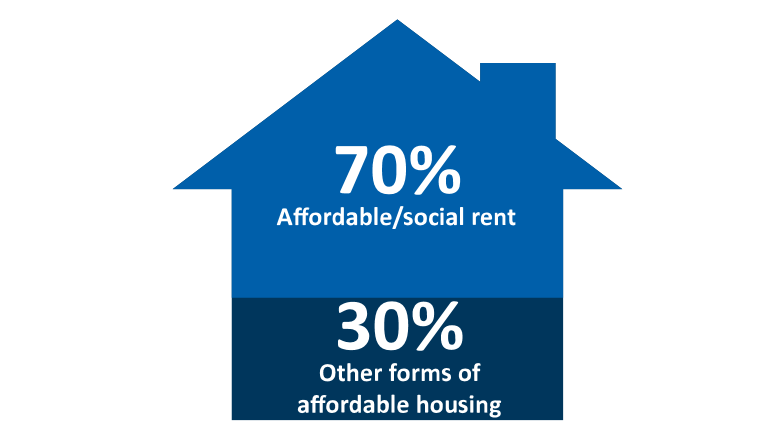 70%
Affordable/social rent
30%
Other forms of
affordable housing